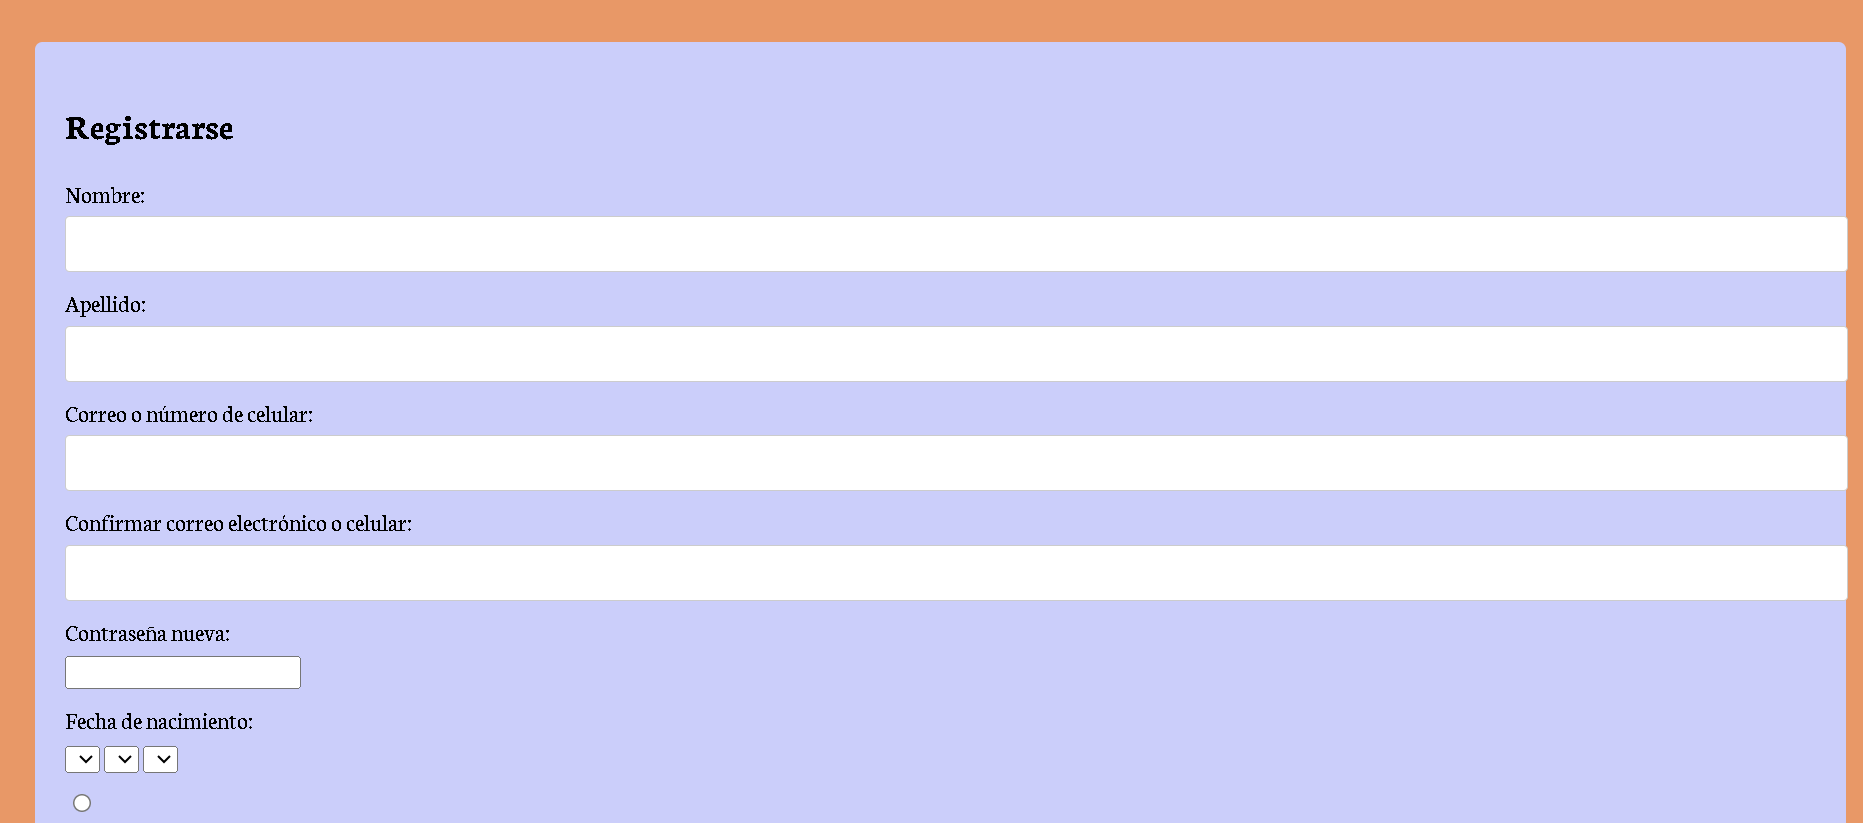 Registrarse
Nombre:
Apellido:
Correo o número de celular:
Confirmar correo electrónico o celular:
Contraseña nueva:
Fecha de nacimiento: